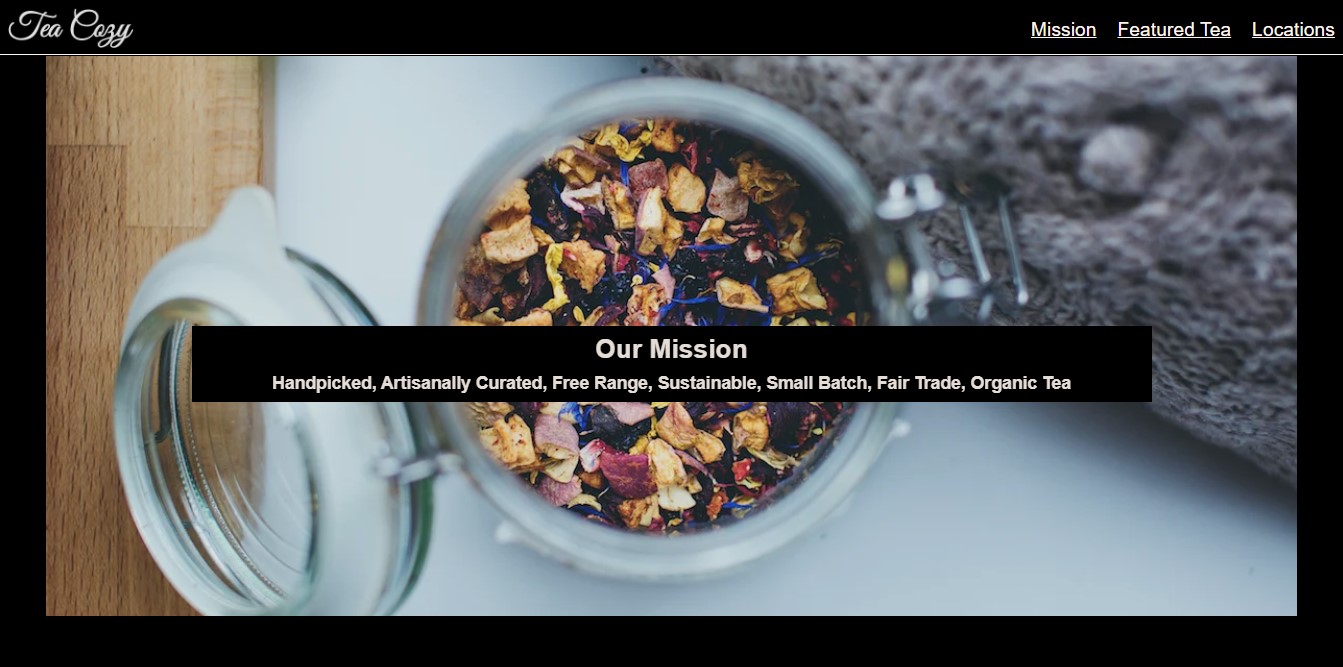 Tea Cozy
Mission Featured Tea Locations
Our Mission
Handpicked, Artisanally Curated, Free Range, Sustainable, Small Batch, Fair Trade, Organic Tea